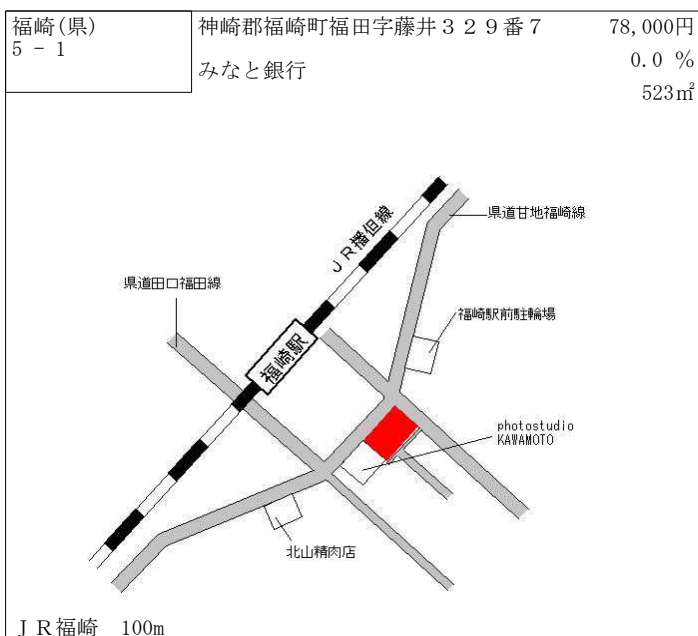 福崎(県)
5 - 1
神崎郡福崎町福田字藤井３２９番７
みなと銀行
78,000円
0.0 %
523㎡
ＪＲ播但線
県道甘地福崎線
県道田口福田線
福崎駅前駐輪場
福崎駅
photostudio
KAWAMOTO
北山精肉店
ＪＲ福崎 100m